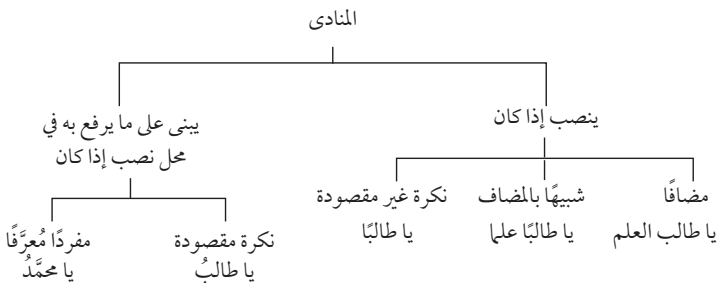 المنادى
ينصب إذا كان
يبنى على ما يرفع به في
محل نصب إذا كان
مضافًا
يا طالب العلم
شبيهًا بالمضاف
يا طالبًا علما
نكرة غير مقصودة
يا طالبًا
نكرة مقصودة
يا طالبُ
مفردًا مُعرَّفًا
يا محمَّدُ